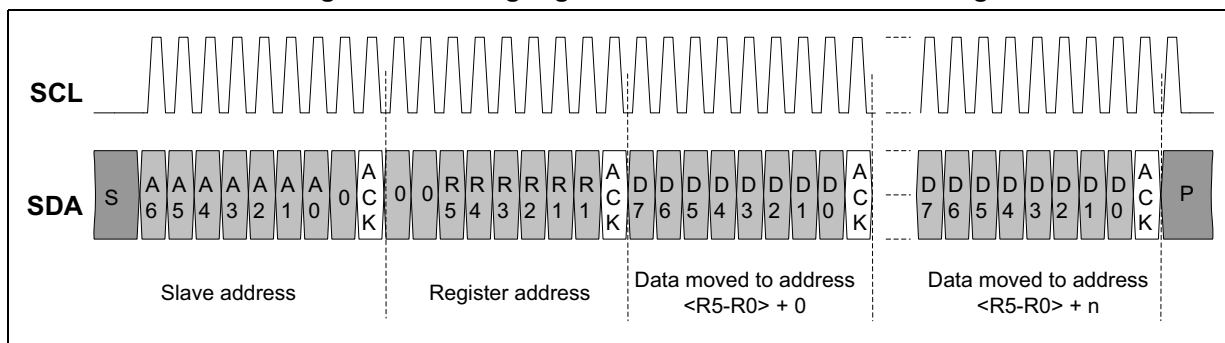 SCL
SDA
S A6 A5 A4 A3 A2 A1 A0 0 ACK 0 0 R5 R4 R3 R2 R1 R1 ACK D7 D6 D5 D4 D3 D2 D1 D0 ACK D7 D6 D5 D4 D3 D2 D1 D0 ACK P
Slave address
Register address
Data moved to address
<R5-R0> + 0
Data moved to address
<R5-R0> + n